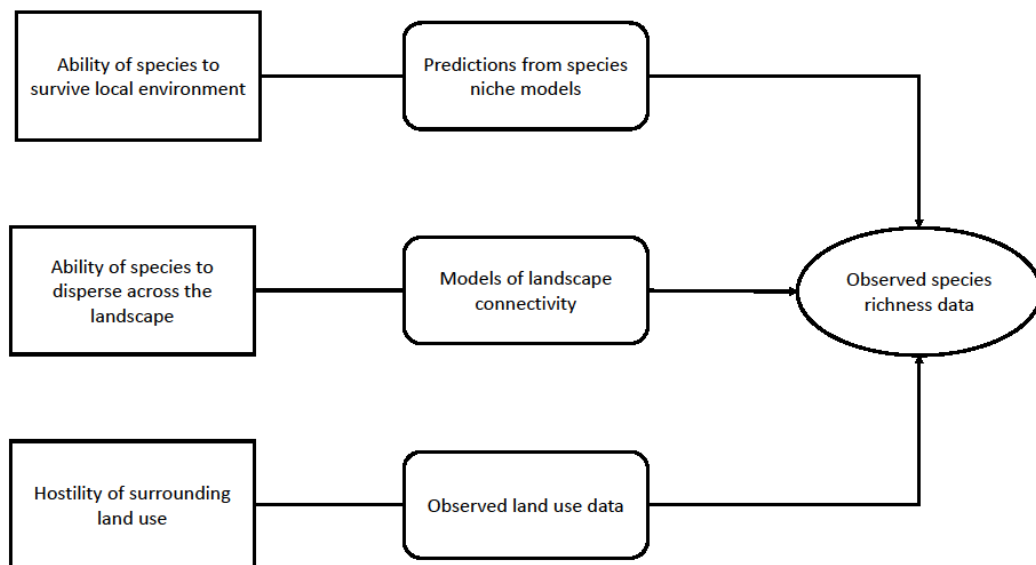 Ability of species to
survive local environment
Predictions from species
niche models
Ability of species to
disperse across the
landscape
Models of landscape
connectivity
Observed species
richness data
Hostility of surrounding
land use
Observed land use data